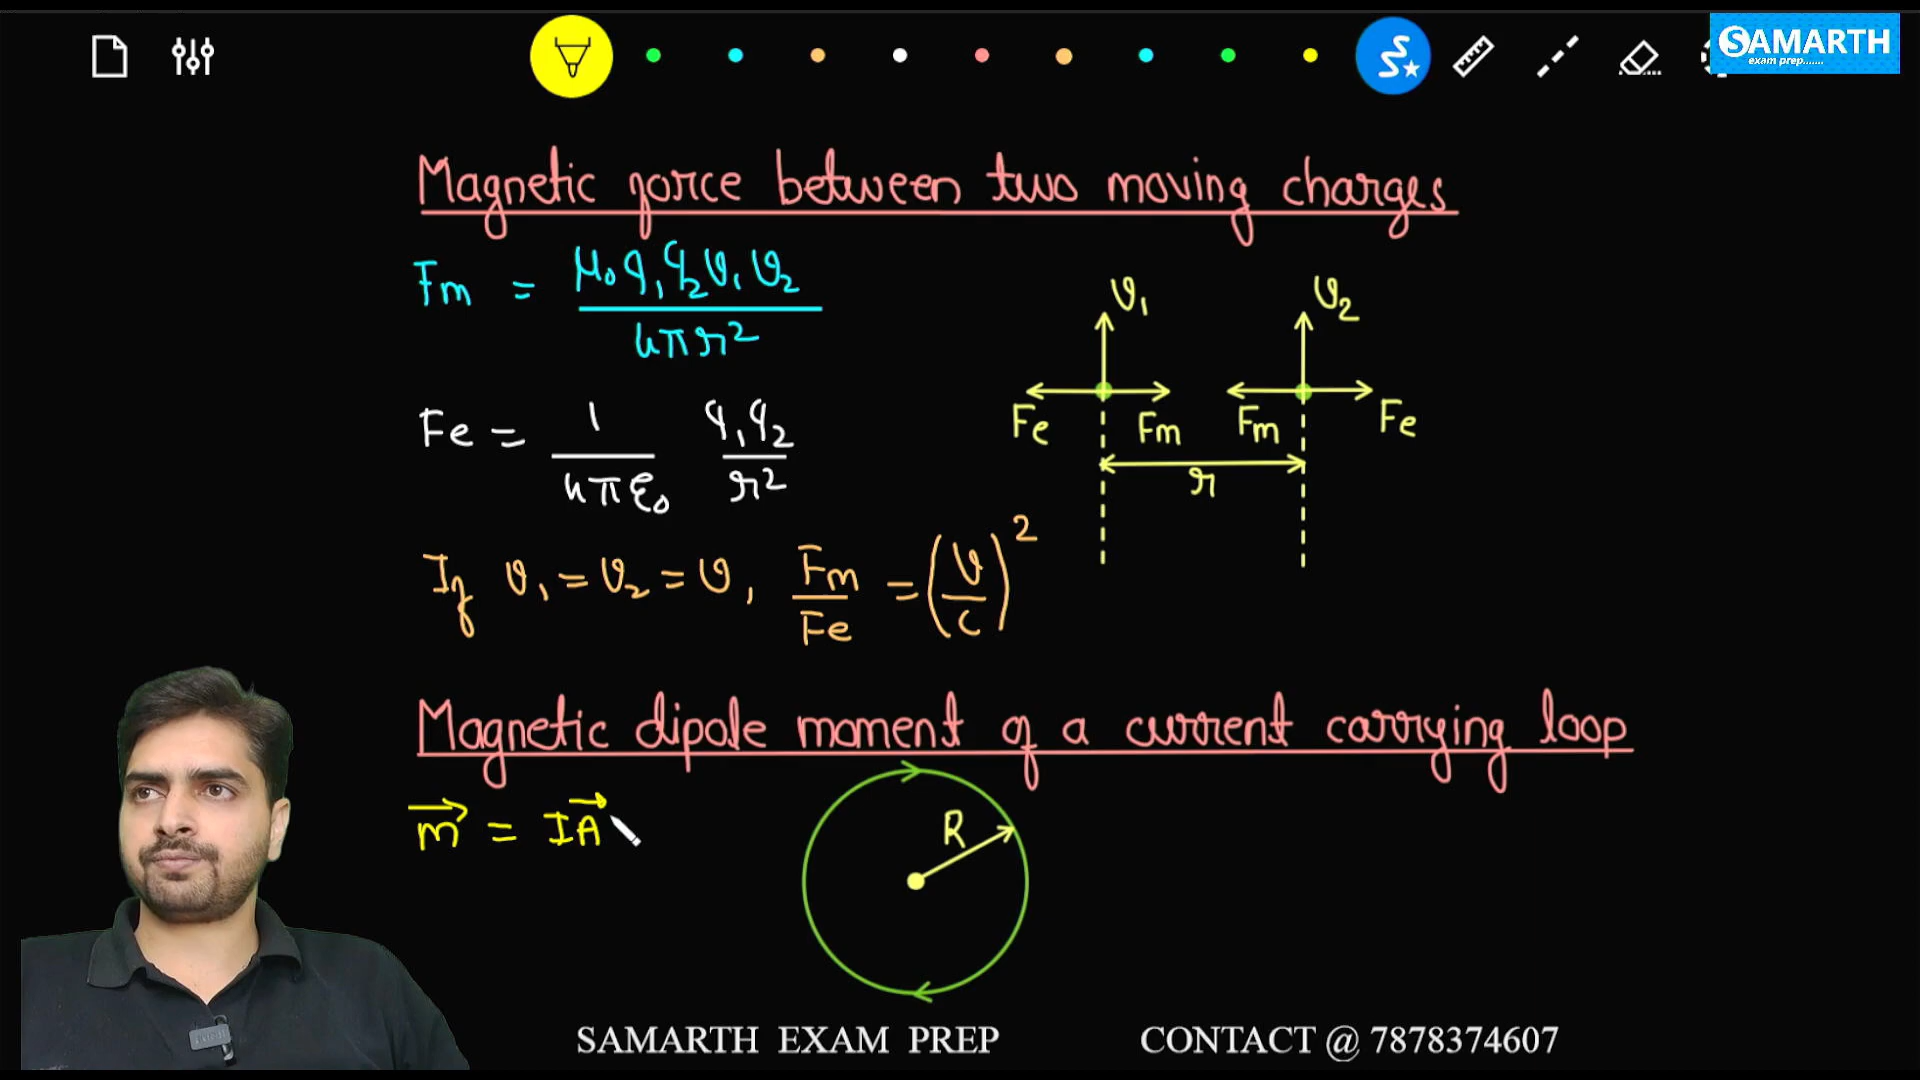 SAMARTH
exam prep.......
Magnetic force between two moving charges
Fm = μ₀q₁q₂v₁v₂ / 4πr²
v₁ v₂
Fe Fm Fm Fe
r
Fe = 1 / 4πε₀ q₁q₂ / r²
If v₁ = v₂ = v, Fm / Fe = (v/c)²
Magnetic dipole moment of a current carrying loop
m⃗ = IA⃗
R
SAMARTH EXAM PREP CONTACT @ 7878374607